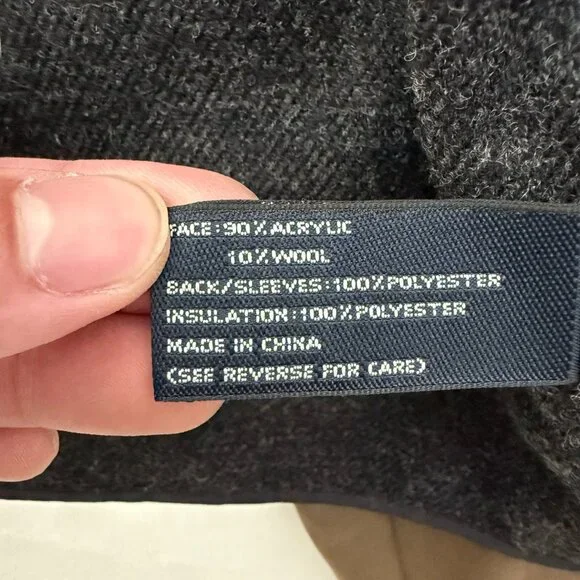 FACE:90%ACRYLIC
10%WOOL
BACK/SLEEVES:100%POLYESTER
INSULATION:100%POLYESTER
MADE IN CHINA
(SEE REVERSE FOR CARE)